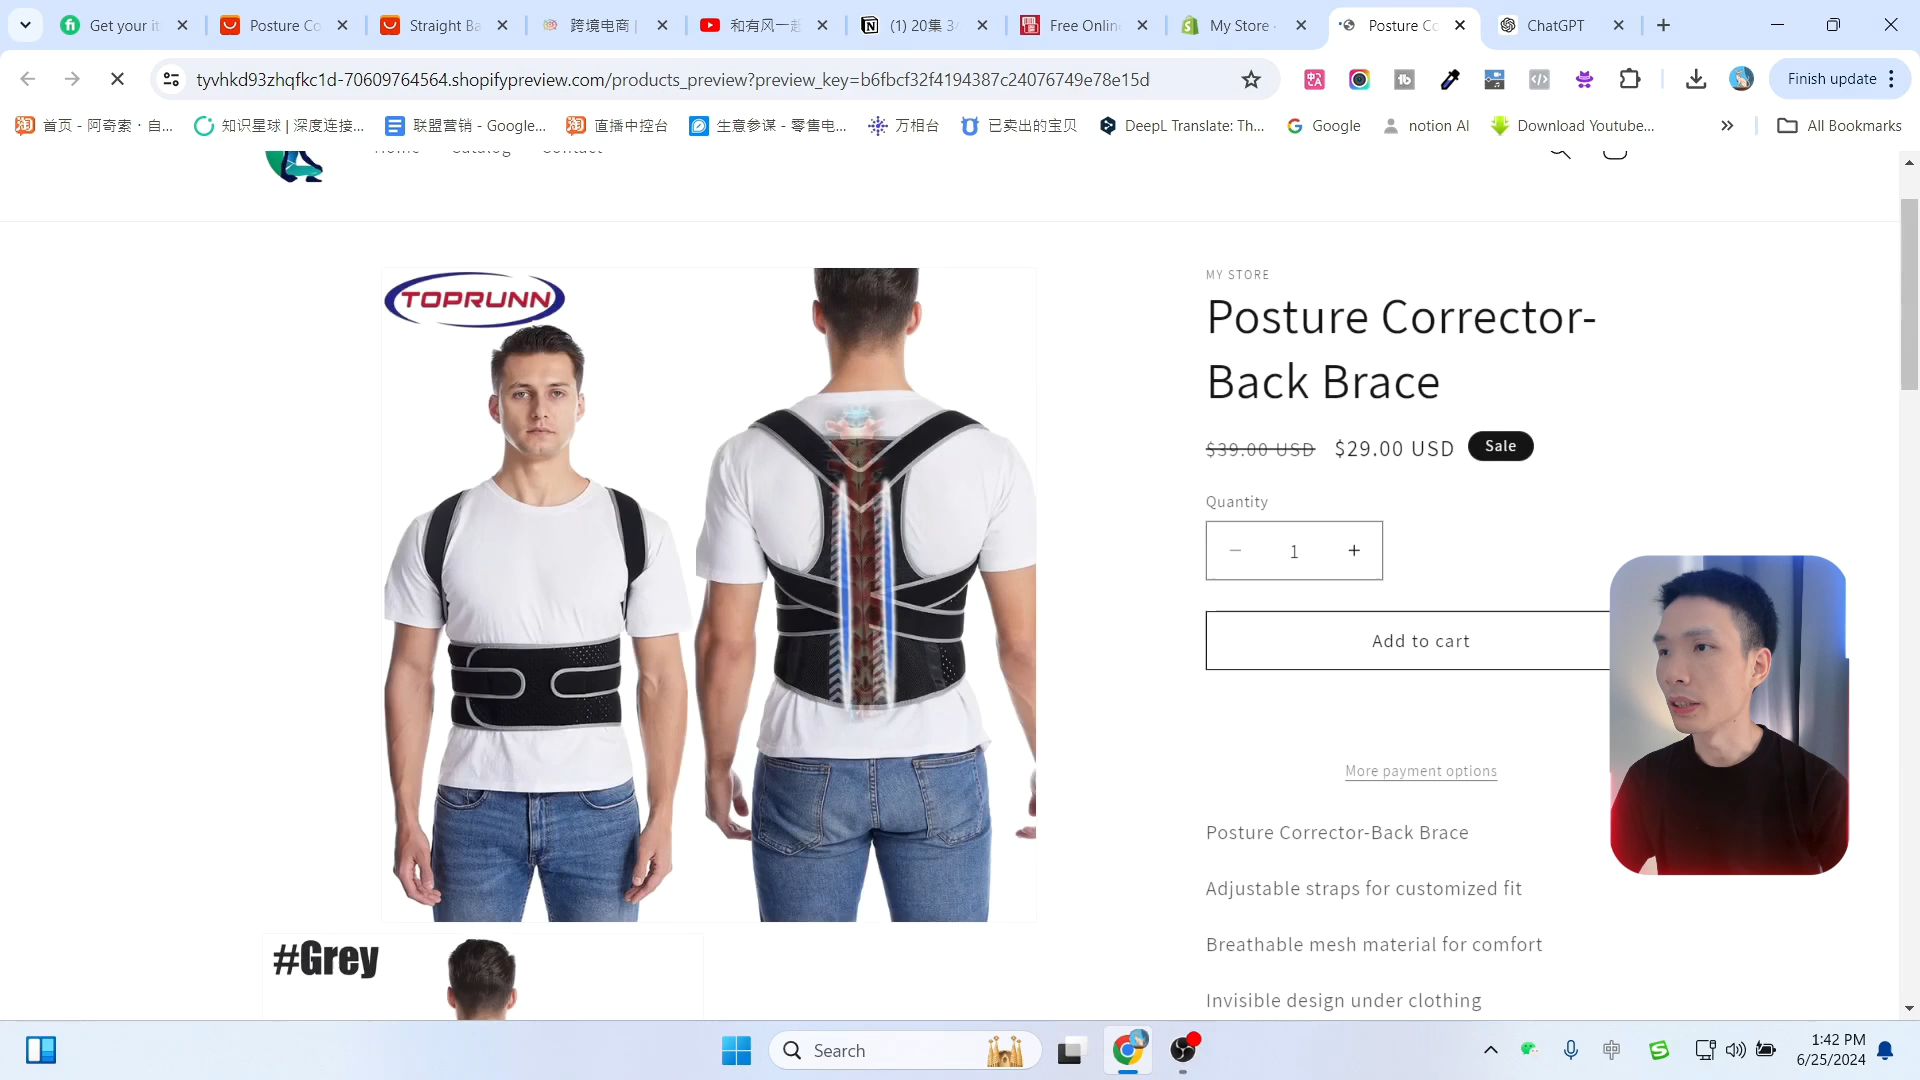 Get your it
Posture Co
Straight Ba
跨境电商 |
和有风一起
(1) 20集 3
Free Onlin
My Store ·
Posture Co
ChatGPT
tyvhkd93zhqfkc1d-70609764564.shopifypreview.com/products_preview?preview_key=b6fbcf32f4194387c24076749e78e15d
Finish update
首页 - 阿奇索 · 自...
知识星球 | 深度连接...
联盟营销 - Google...
直播中控台
生意参谋 - 零售电...
万相台
已卖出的宝贝
DeepL Translate: Th...
Google
notion AI
Download Youtube...
All Bookmarks
Home Catalog Contact
TOPRUNN
MY STORE
Posture Corrector-
Back Brace
$39.00 USD $29.00 USD Sale
Quantity
1
Add to cart
More payment options
Posture Corrector-Back Brace
Adjustable straps for customized fit
Breathable mesh material for comfort
Invisible design under clothing
#Grey
Search
中
1:42 PM
6/25/2024